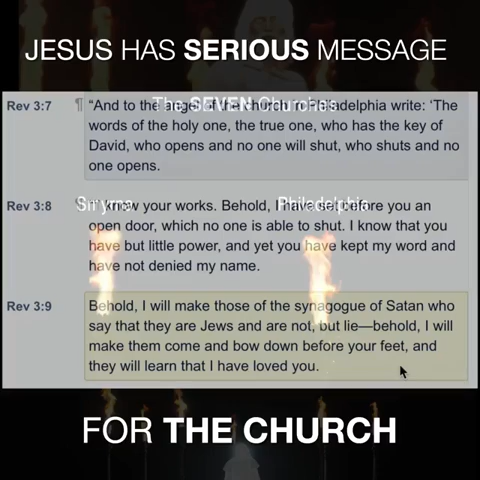 JESUS HAS SERIOUS MESSAGE
The SEVEN Churches
Rev 3:7 ¶ “And to the angel of the church in Philadelphia write: ‘The
words of the holy one, the true one, who has the key of
David, who opens and no one will shut, who shuts and no
one opens.
Smyrna Philadelphia
Rev 3:8 know your works. Behold, I have set before you an
open door, which no one is able to shut. I know that you
have but little power, and yet you have kept my word and
have not denied my name.
Rev 3:9 Behold, I will make those of the synagogue of Satan who
say that they are Jews and are not, but lie—behold, I will
make them come and bow down before your feet, and
they will learn that I have loved you.
FOR THE CHURCH